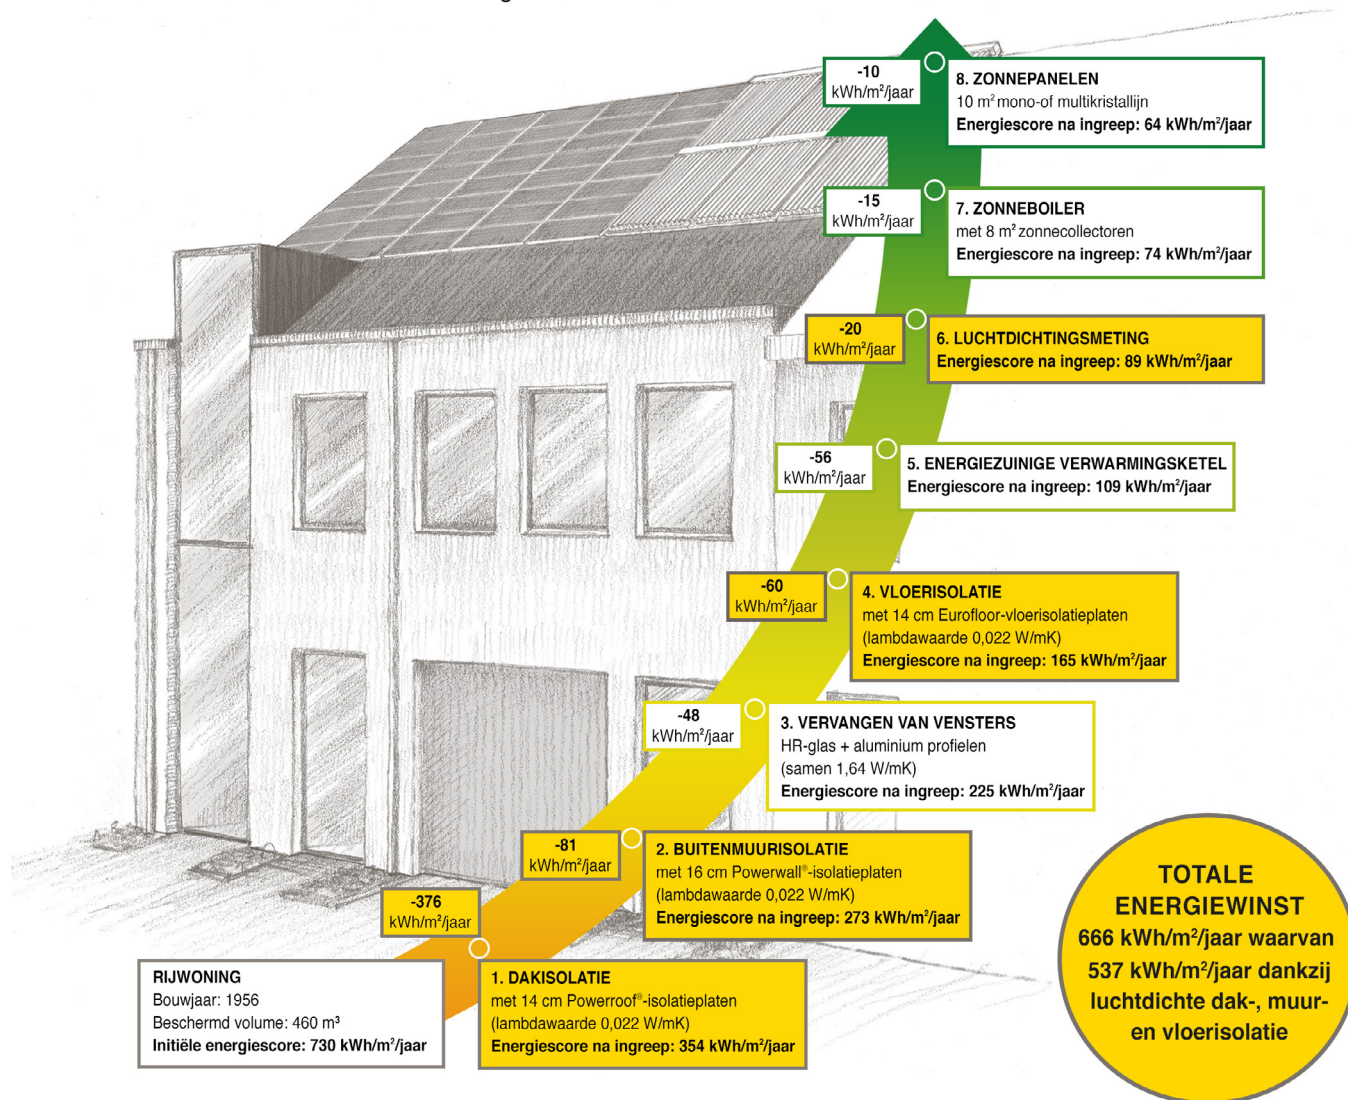 -10
kWh/m²/jaar
8. ZONNEPANELEN
10 m² mono-of multikristallijn
Energiescore na ingreep: 64 kWh/m²/jaar
-15
kWh/m²/jaar
7. ZONNEBOILER
met 8 m² zonnecollectoren
Energiescore na ingreep: 74 kWh/m²/jaar
-20
kWh/m²/jaar
6. LUCHTDICHTINGSMETING
Energiescore na ingreep: 89 kWh/m²/jaar
-56
kWh/m²/jaar
5. ENERGIEZUINIGE VERWARMINGSKETEL
Energiescore na ingreep: 109 kWh/m²/jaar
-60
kWh/m²/jaar
4. VLOERISOLATIE
met 14 cm Eurofloor-vloerisolatieplaten
(lambdawaarde 0,022 W/mK)
Energiescore na ingreep: 165 kWh/m²/jaar
-48
kWh/m²/jaar
3. VERVANGEN VAN VENSTERS
HR-glas + aluminium profielen
(samen 1,64 W/mK)
Energiescore na ingreep: 225 kWh/m²/jaar
-81
kWh/m²/jaar
2. BUITENMUURISOLATIE
met 16 cm Powerwall®-isolatieplaten
(lambdawaarde 0,022 W/mK)
Energiescore na ingreep: 273 kWh/m²/jaar
-376
kWh/m²/jaar
1. DAKISOLATIE
met 14 cm Powerroof®-isolatieplaten
(lambdawaarde 0,022 W/mK)
Energiescore na ingreep: 354 kWh/m²/jaar
RIJWONING
Bouwjaar: 1956
Beschermd volume: 460 m³
Initiële energiescore: 730 kWh/m²/jaar
TOTALE
ENERGIEWINST
666 kWh/m²/jaar waarvan
537 kWh/m²/jaar dankzij
luchtdichte dak-, muur-
en vloerisolatie